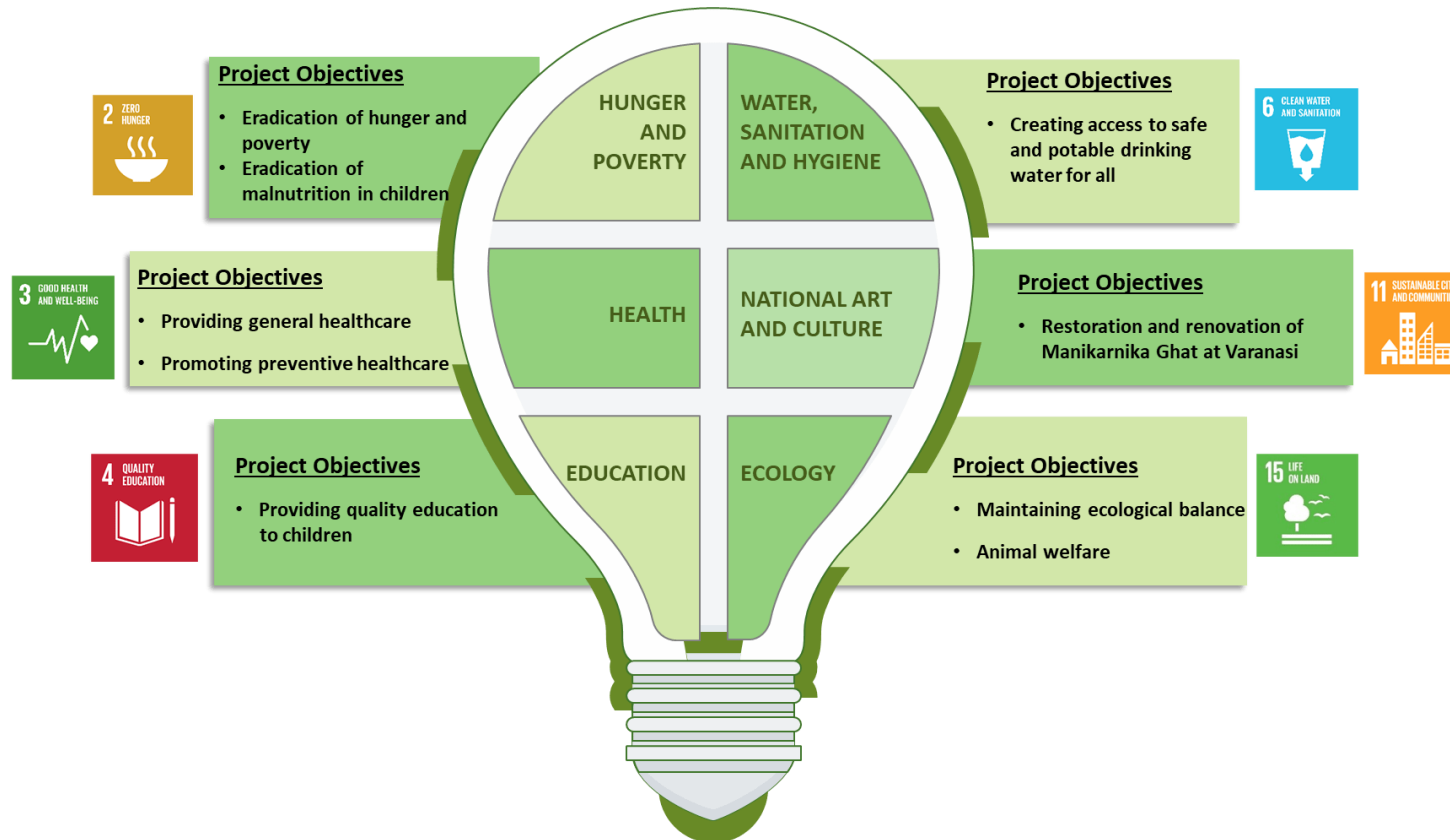 Project Objectives
• Eradication of hunger and
poverty
• Eradication of
malnutrition in children
2 ZERO
HUNGER
HUNGER
AND
POVERTY
WATER,
SANITATION
AND HYGIENE
Project Objectives
• Creating access to safe
and potable drinking
water for all
6 CLEAN WATER
AND SANITATION
3 GOOD HEALTH
AND WELL-BEING
Project Objectives
• Providing general healthcare
• Promoting preventive healthcare
HEALTH
NATIONAL ART
AND CULTURE
Project Objectives
• Restoration and renovation of
Manikarnika Ghat at Varanasi
11 SUSTAINABLE CIT
AND COMMUNITI
4 QUALITY
EDUCATION
Project Objectives
• Providing quality education
to children
EDUCATION
ECOLOGY
Project Objectives
• Maintaining ecological balance
• Animal welfare
15 LIFE
ON LAND